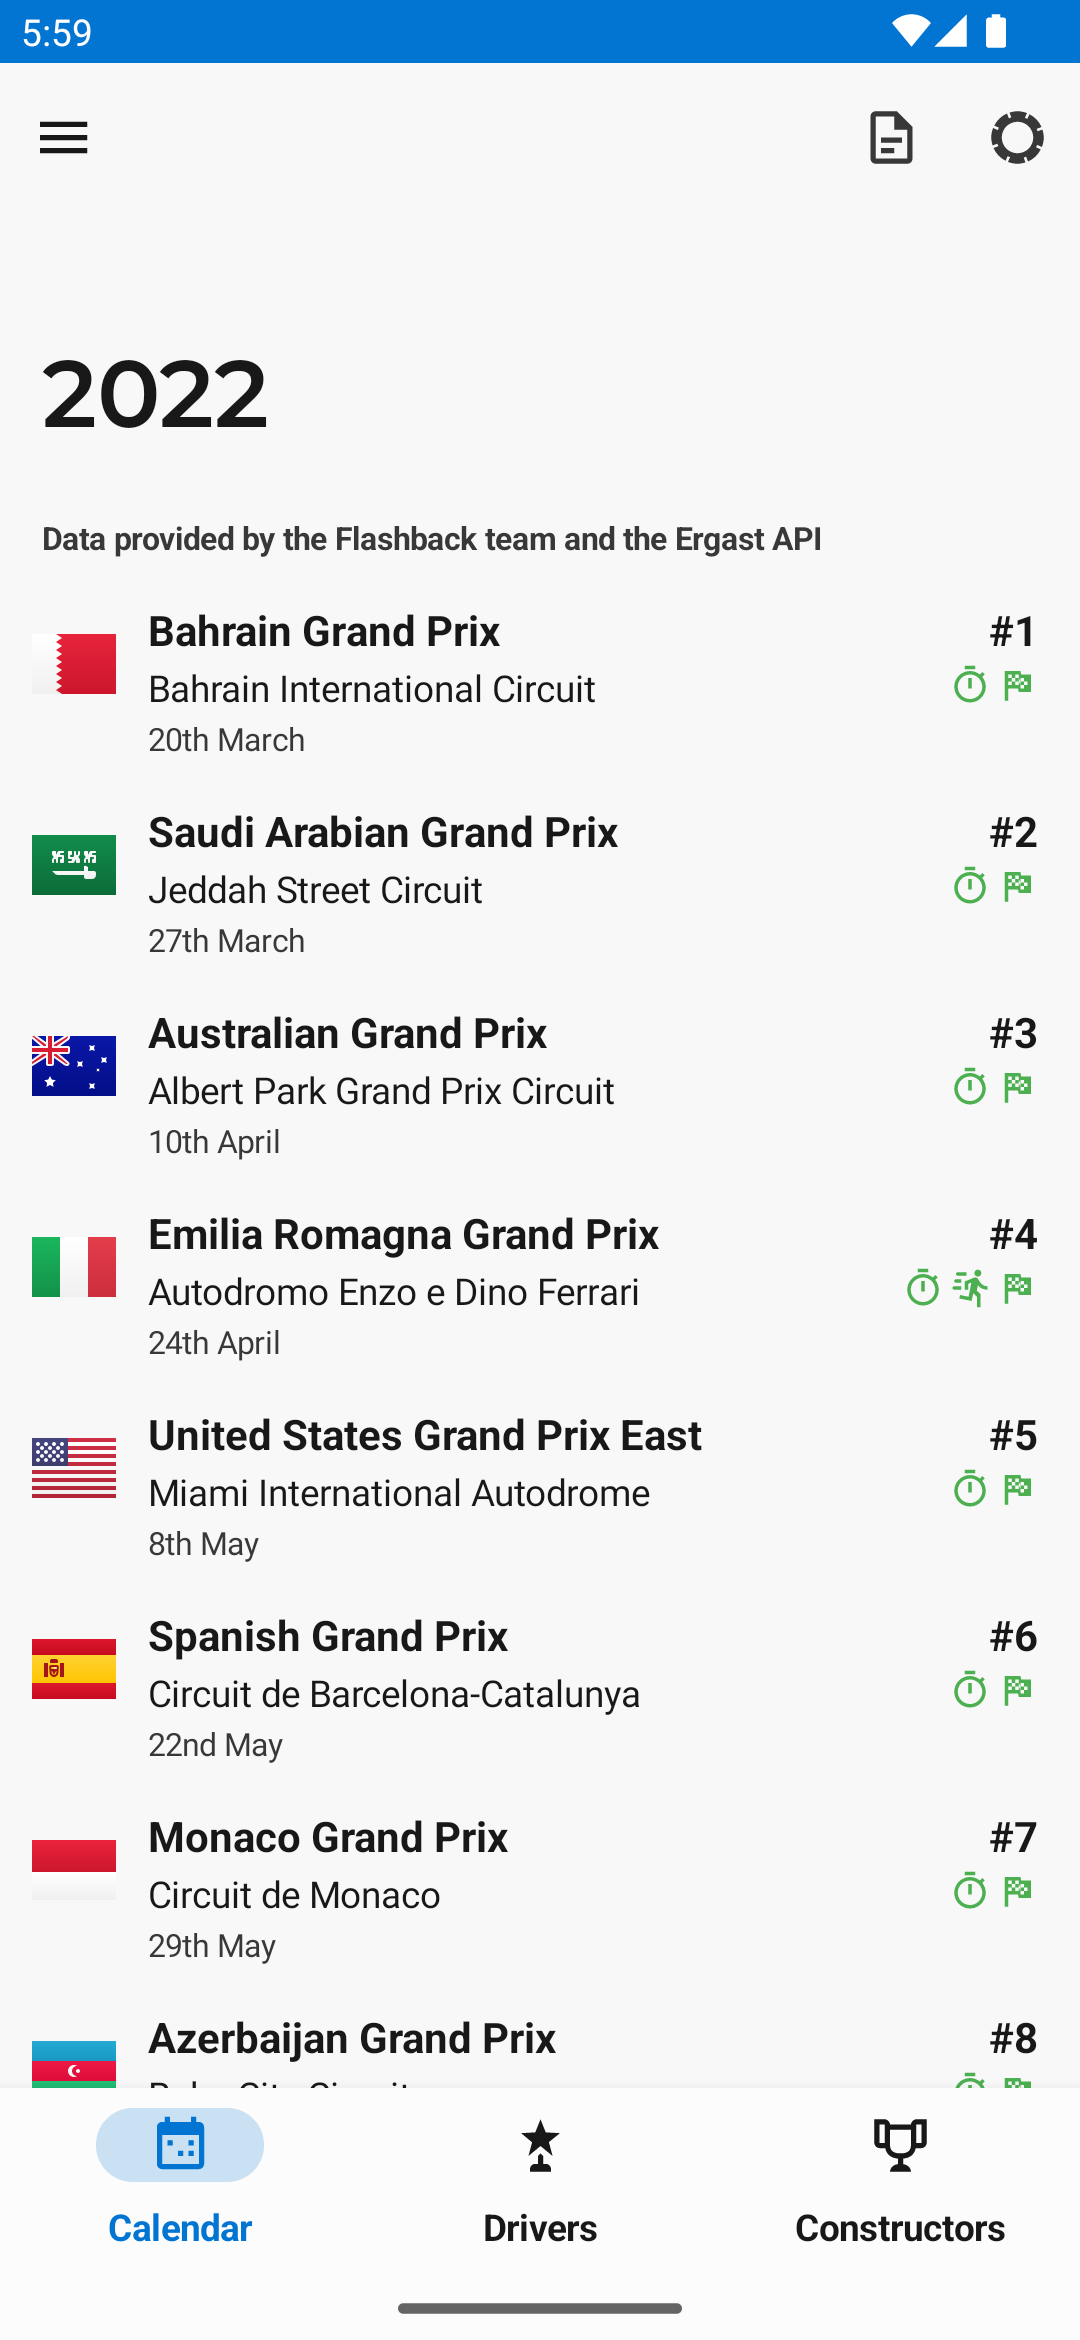 5:59
2022
Data provided by the Flashback team and the Ergast API
Bahrain Grand Prix
#1
Bahrain International Circuit
20th March
Saudi Arabian Grand Prix
#2
Jeddah Street Circuit
27th March
Australian Grand Prix
#3
Albert Park Grand Prix Circuit
10th April
Emilia Romagna Grand Prix
#4
Autodromo Enzo e Dino Ferrari
24th April
United States Grand Prix East
#5
Miami International Autodrome
8th May
Spanish Grand Prix
#6
Circuit de Barcelona-Catalunya
22nd May
Monaco Grand Prix
#7
Circuit de Monaco
29th May
Azerbaijan Grand Prix
#8
Calendar
Drivers
Constructors